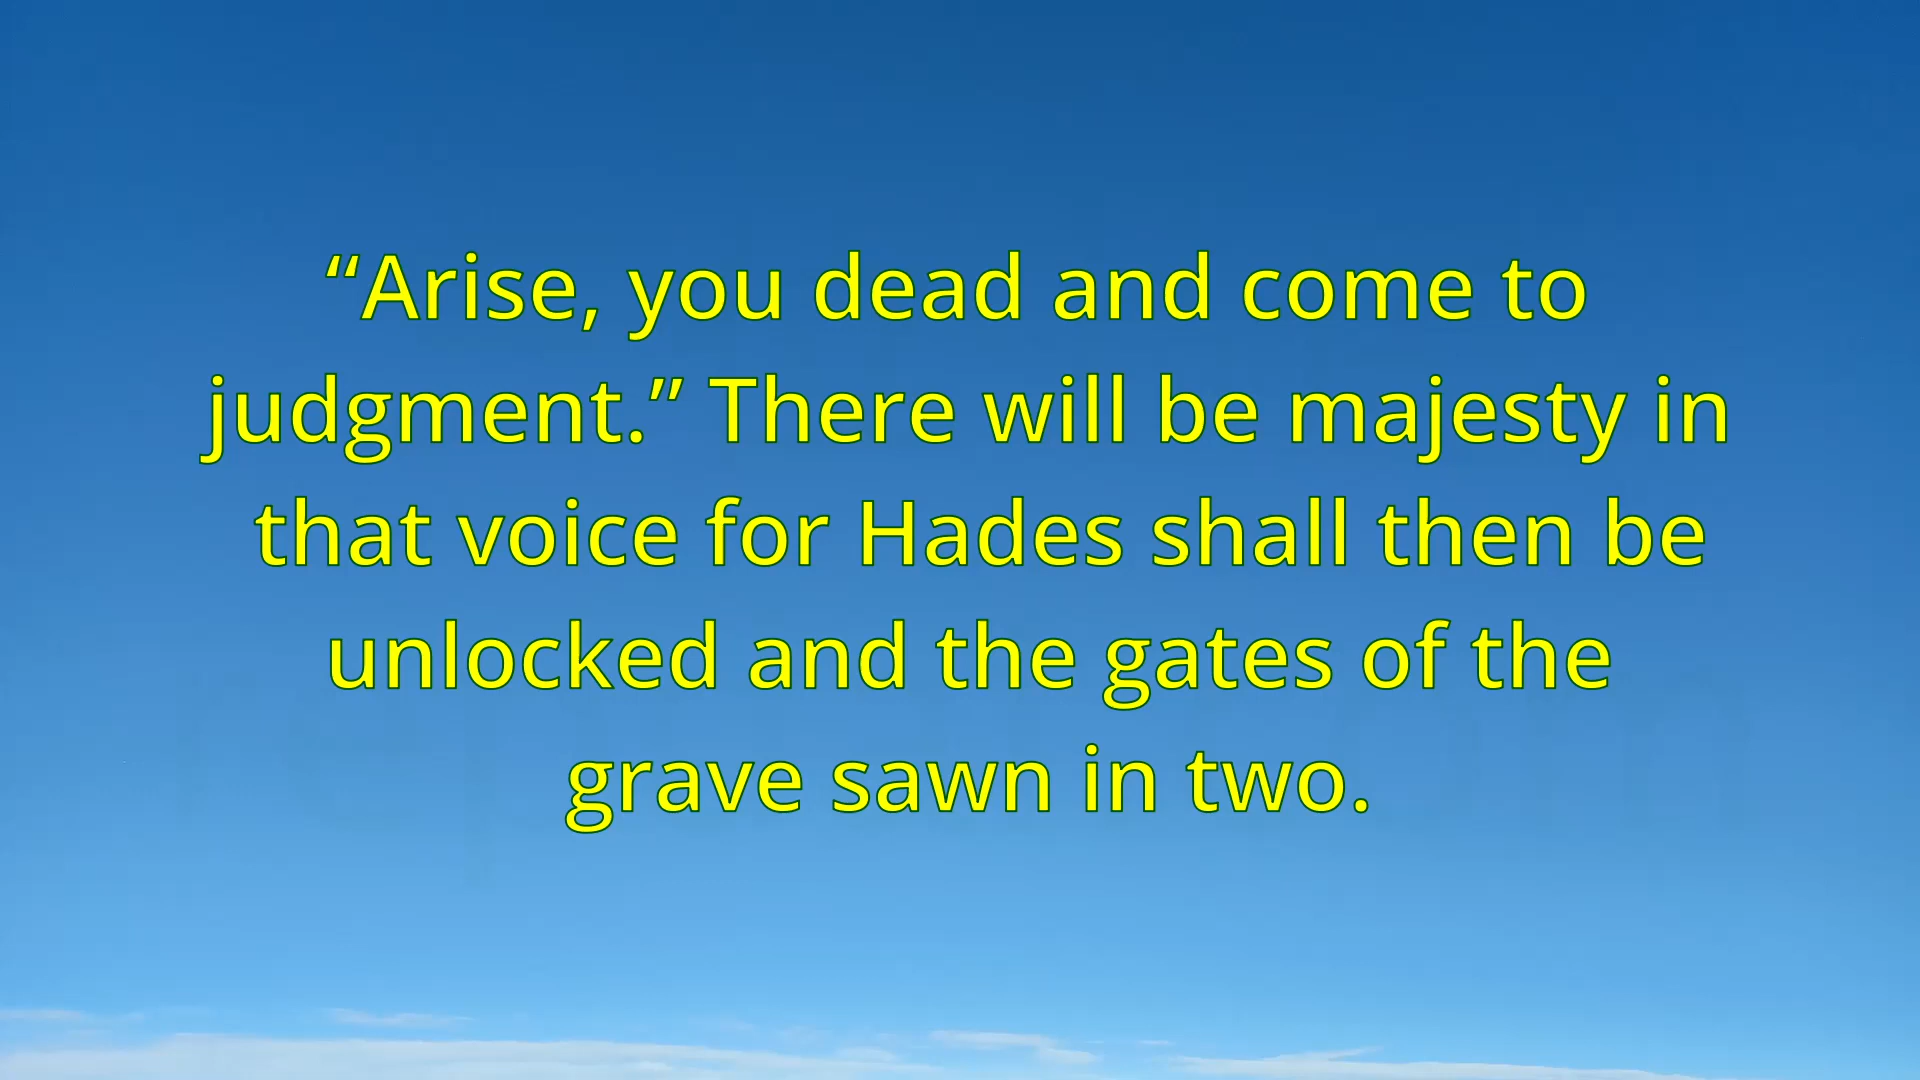 “Arise, you dead and come to
judgment.” There will be majesty in
that voice for Hades shall then be
unlocked and the gates of the
grave sawn in two.